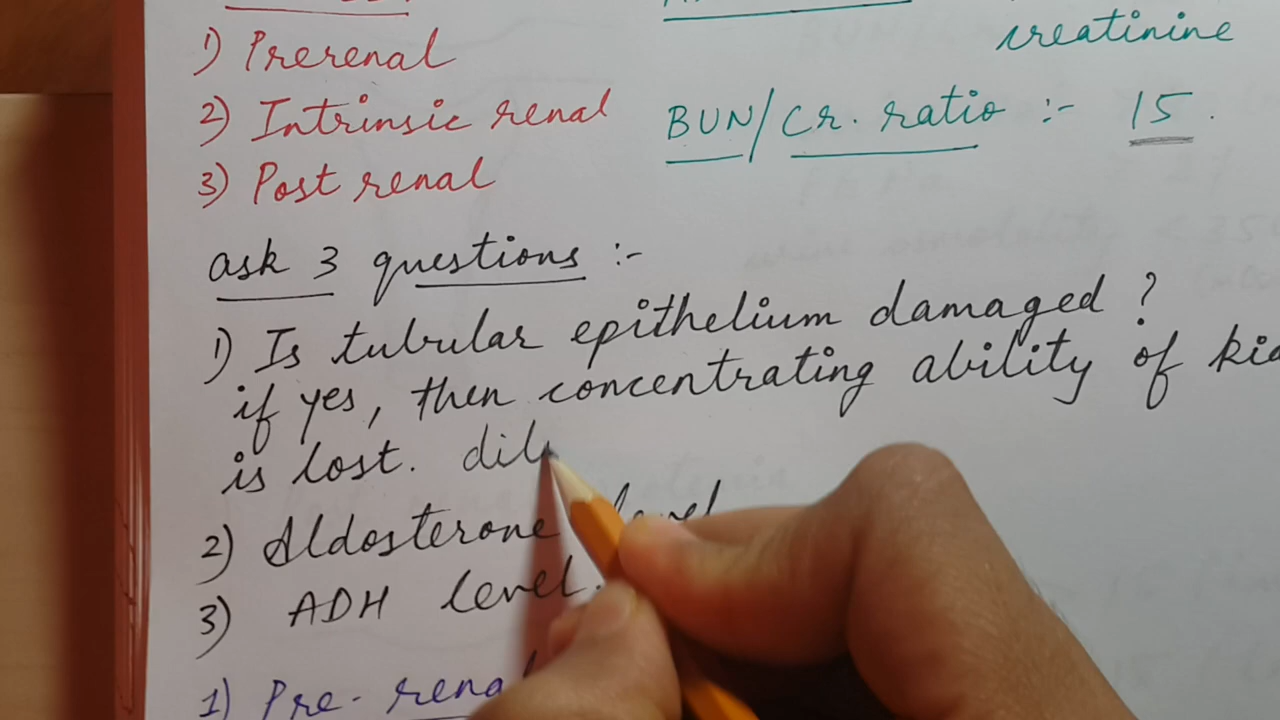 1) Prerenal
creatinine
2) Intrinsic renal
BUN/Cr. ratio :- 15.
3) Post renal
ask 3 questions :-
1) Is tubular epithelium damaged ?
if yes, then concentrating ability of
is lost.
2) Aldosterone level
3) ADH level.
1) Pre-